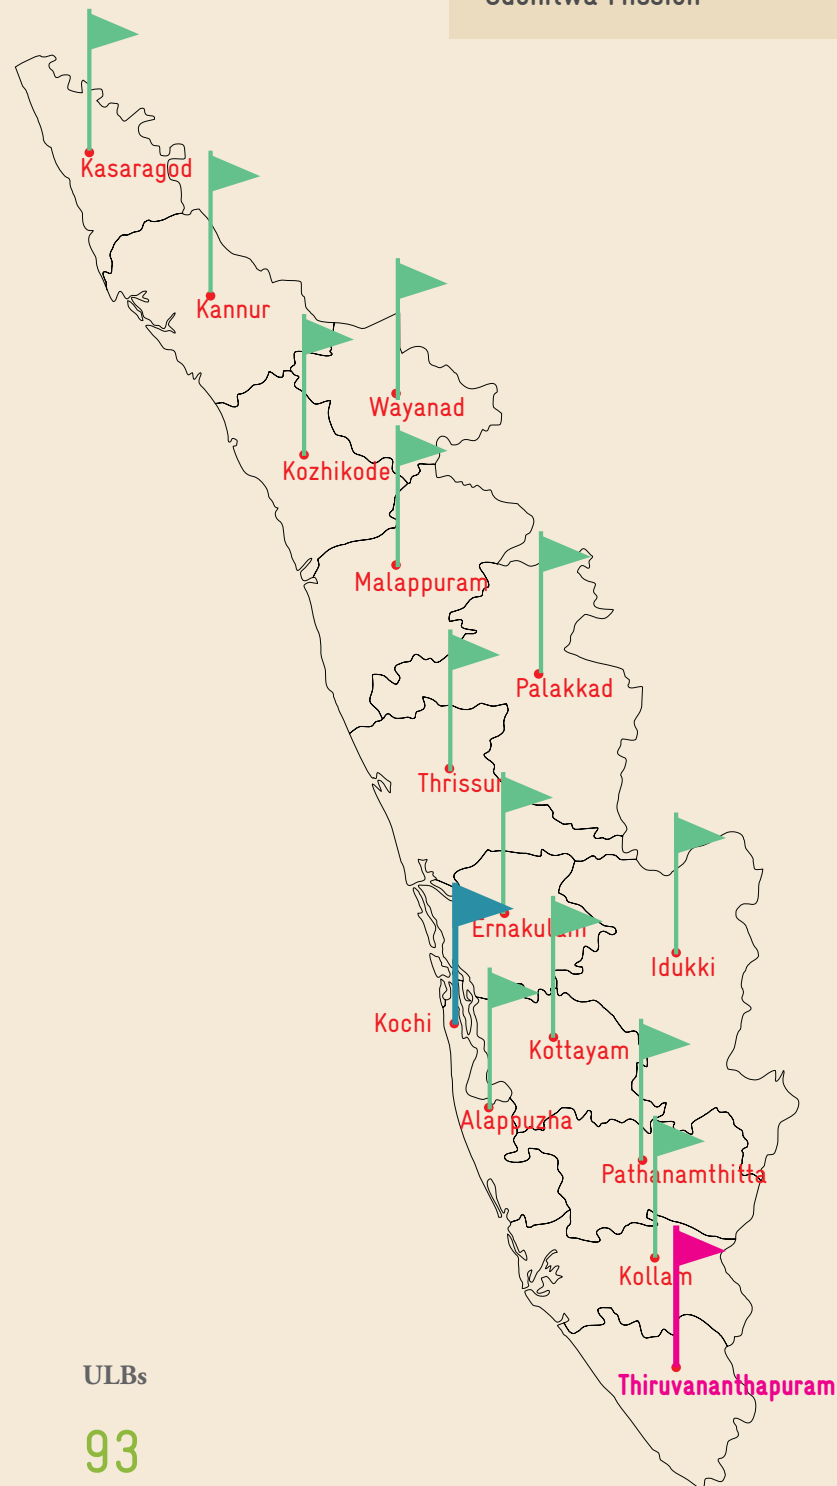 Kasaragod
Kannur
Wayanad
Kozhikode
Malappuram
Palakkad
Thrissur
Ernakulam
Idukki
Kochi
Kottayam
Alappuzha
Pathanamthitta
Kollam
ULBs
Thiruvananthapuram
93